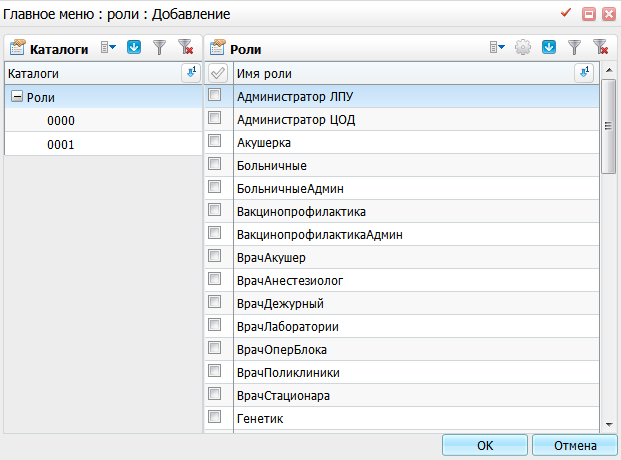 Главное меню : роли : Добавление
Каталоги
Роли
Каталоги
Имя роли
Роли
0000
0001
Администратор ЛПУ
Администратор ЦОД
Акушерка
Больничные
БольничныеАдмин
Вакцинопрофилактика
ВакцинопрофилактикаАдмин
ВрачАкушер
ВрачАнестезиолог
ВрачДежурный
ВрачЛаборатории
ВрачОперБлока
ВрачПоликлиники
ВрачСтационара
Генетик
OK
Отмена